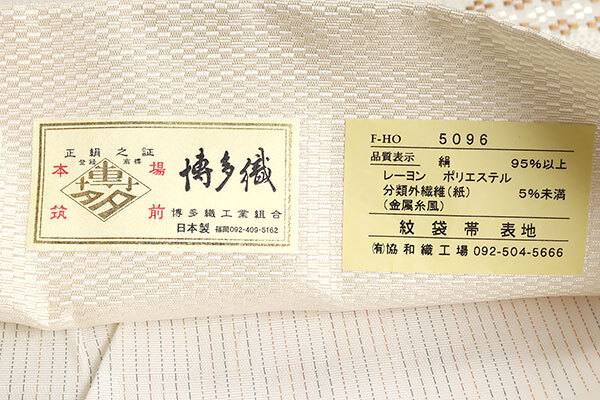 正絹之証
登録商標
本場
筑前
博多織
博多織工業組合
日本製 福岡092-409-5162
F-HO 5096
品質表示 絹 95%以上
レーヨン ポリエステル
分類外繊維(紙) 5%未満
(金属糸風)
紋袋帯表地
㈲協和織工場 092-504-5666